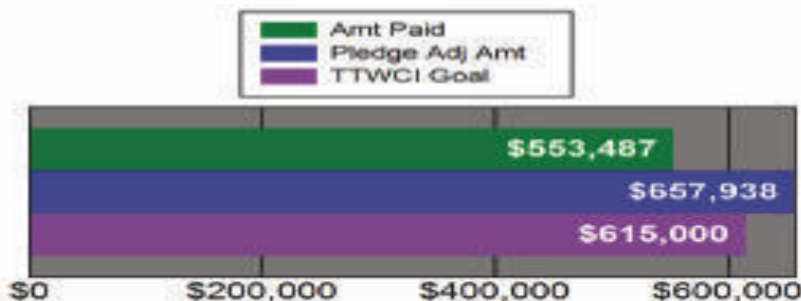 Amt Paid
Pledge Adj Amt
TTWCI Goal
$553,487
$657,938
$615,000
$0 $200,000 $400,000 $600,000